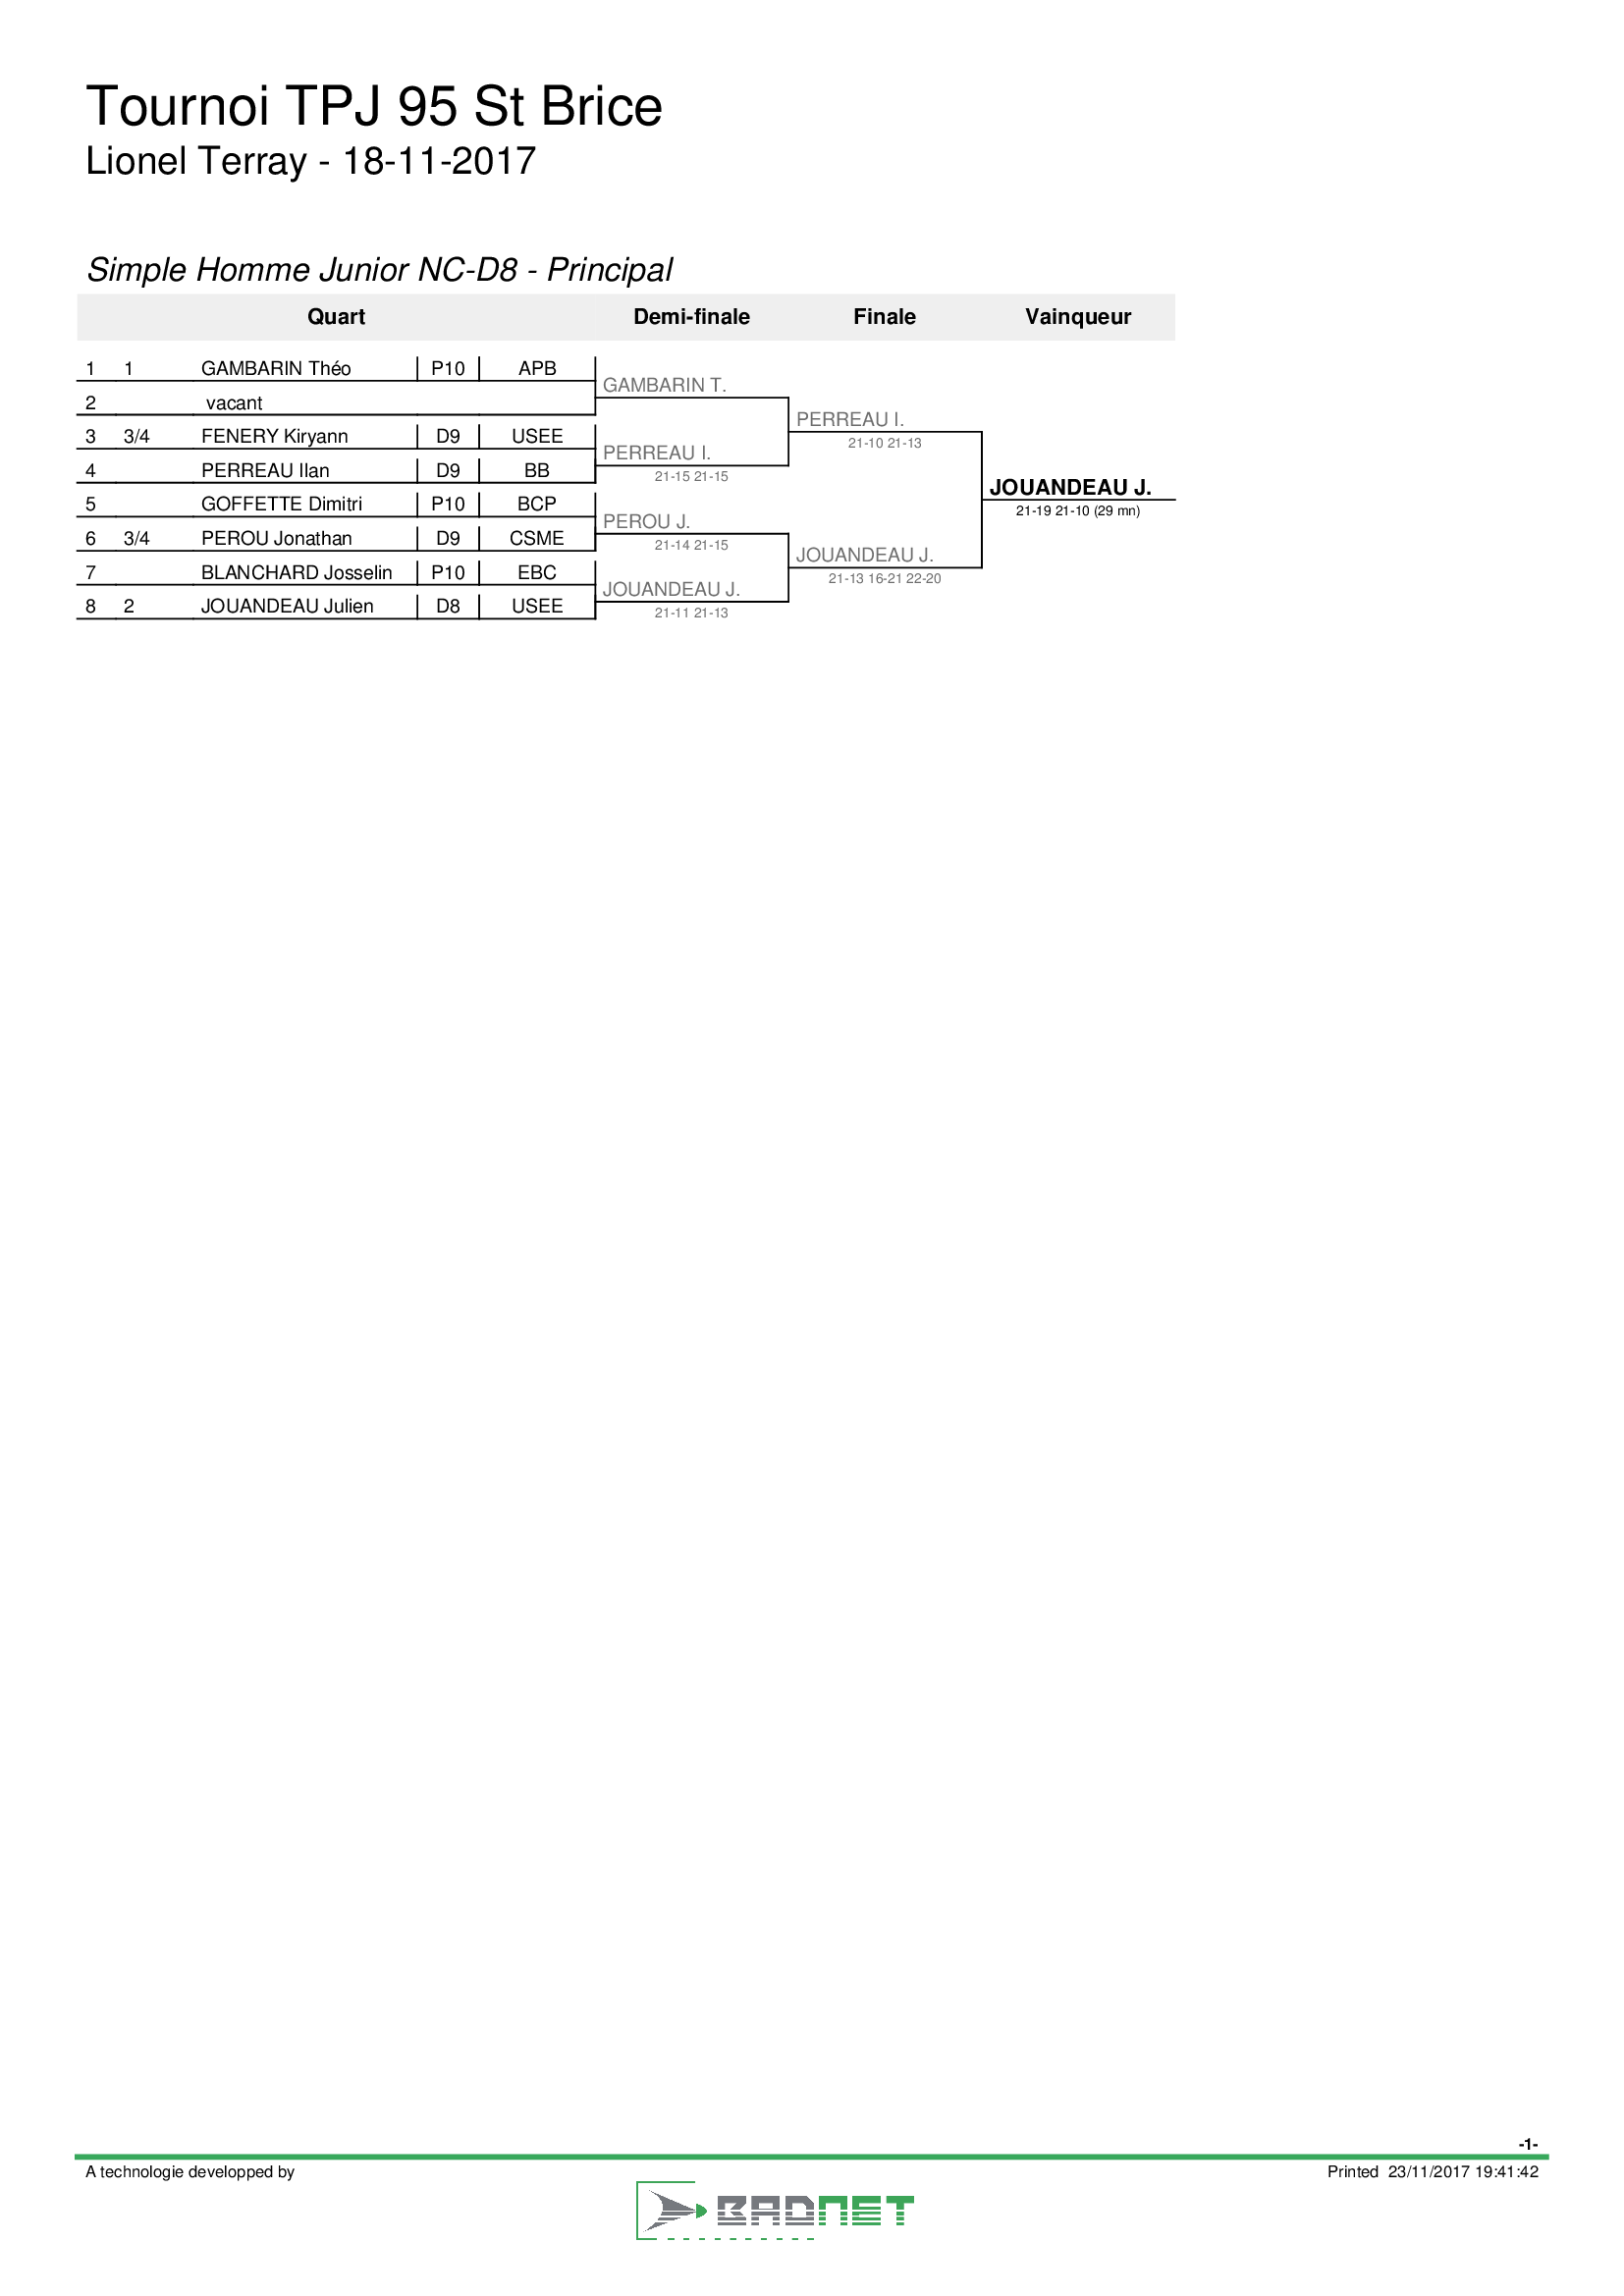 Tournoi TPJ 95 St Brice
Lionel Terray - 18-11-2017
Simple Homme Junior NC-D8 - Principal
Quart Demi-finale Finale Vainqueur
1 1 GAMBARIN Théo P10 APB
GAMBARIN T.
2 vacant
PERREAU I.
21-10 21-13
3 3/4 FENERY Kiryann D9 USEE
PERREAU I.
21-15 21-15
4 PERREAU Ilan D9 BB
JOUANDEAU J.
21-19 21-10 (29 mn)
5 GOFFETTE Dimitri P10 BCP
PEROU J.
21-14 21-15
6 3/4 PEROU Jonathan D9 CSME
JOUANDEAU J.
21-13 16-21 22-20
7 BLANCHARD Josselin P10 EBC
JOUANDEAU J.
21-11 21-13
8 2 JOUANDEAU Julien D8 USEE
-1-
A technologie developped by
Printed 23/11/2017 19:41:42
BADNET